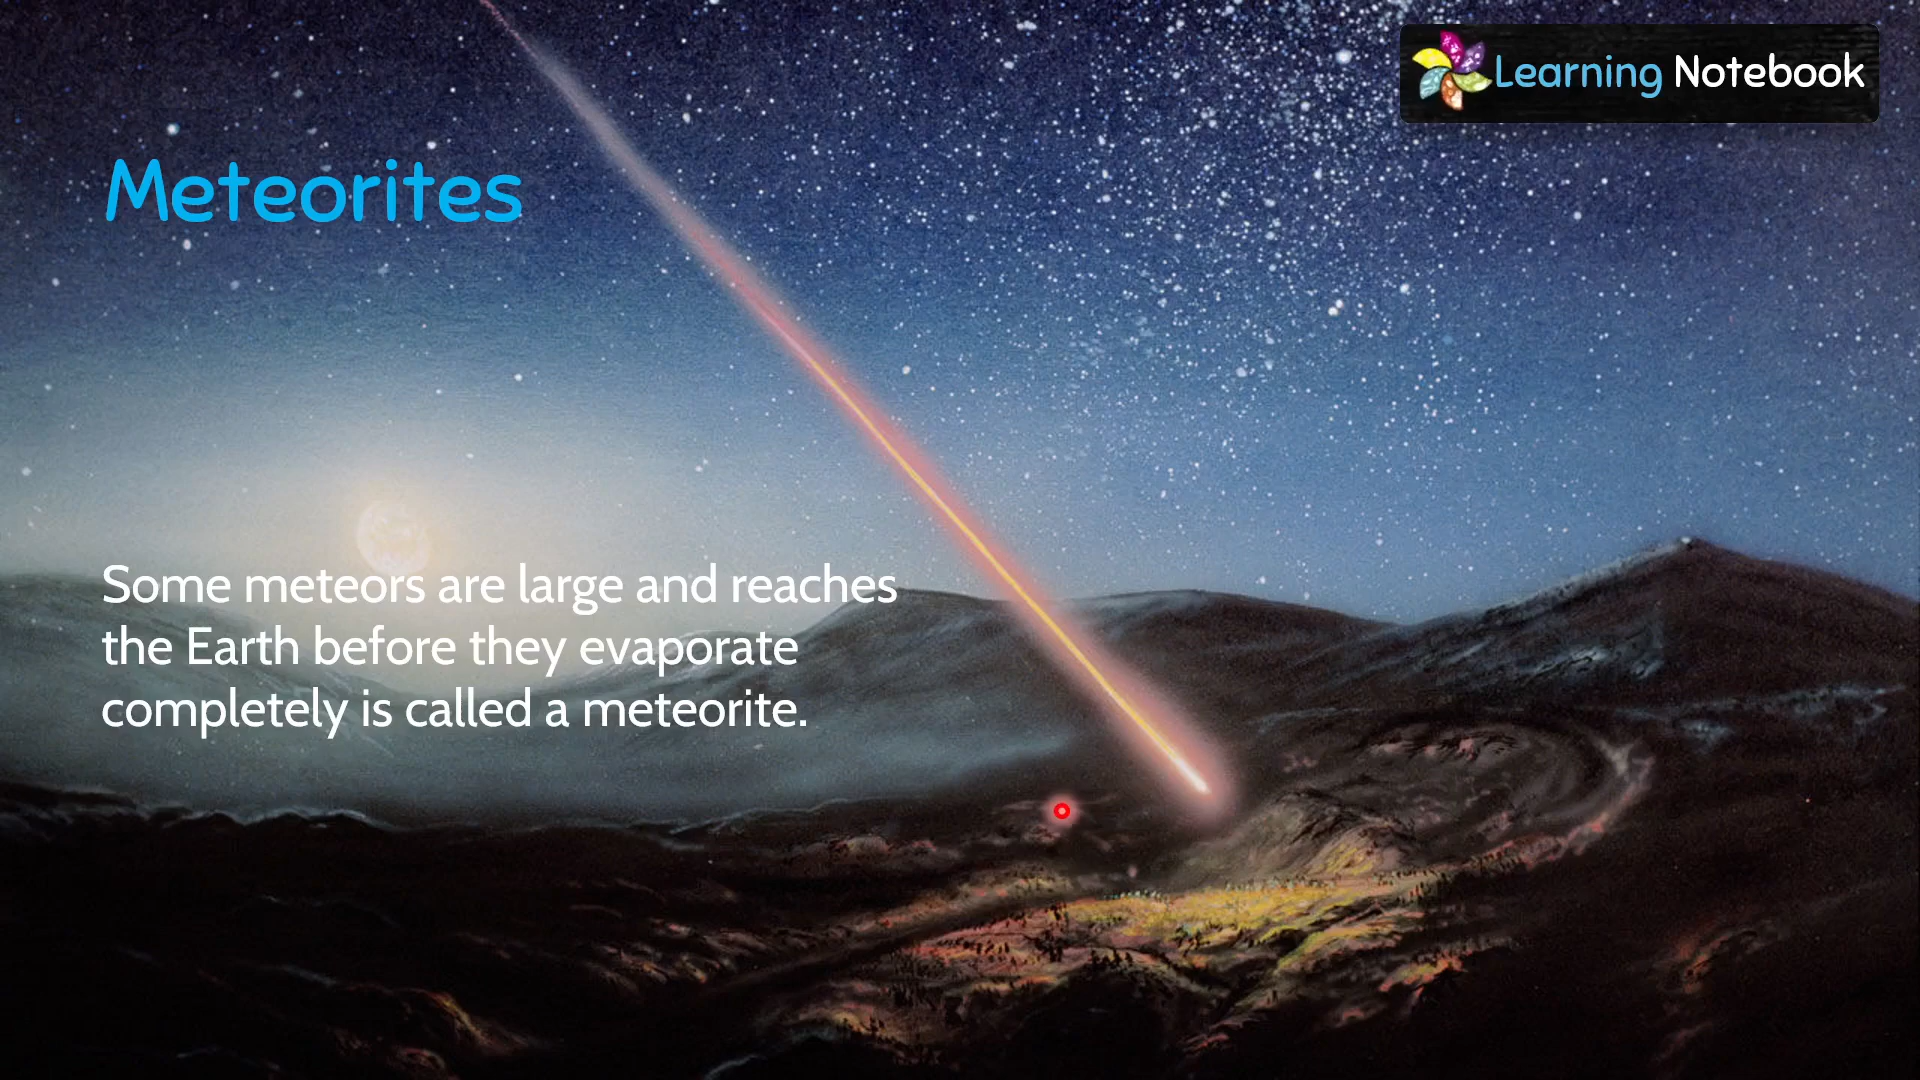 Learning Notebook
Meteorites
Some meteors are large and reaches
the Earth before they evaporate
completely is called a meteorite.